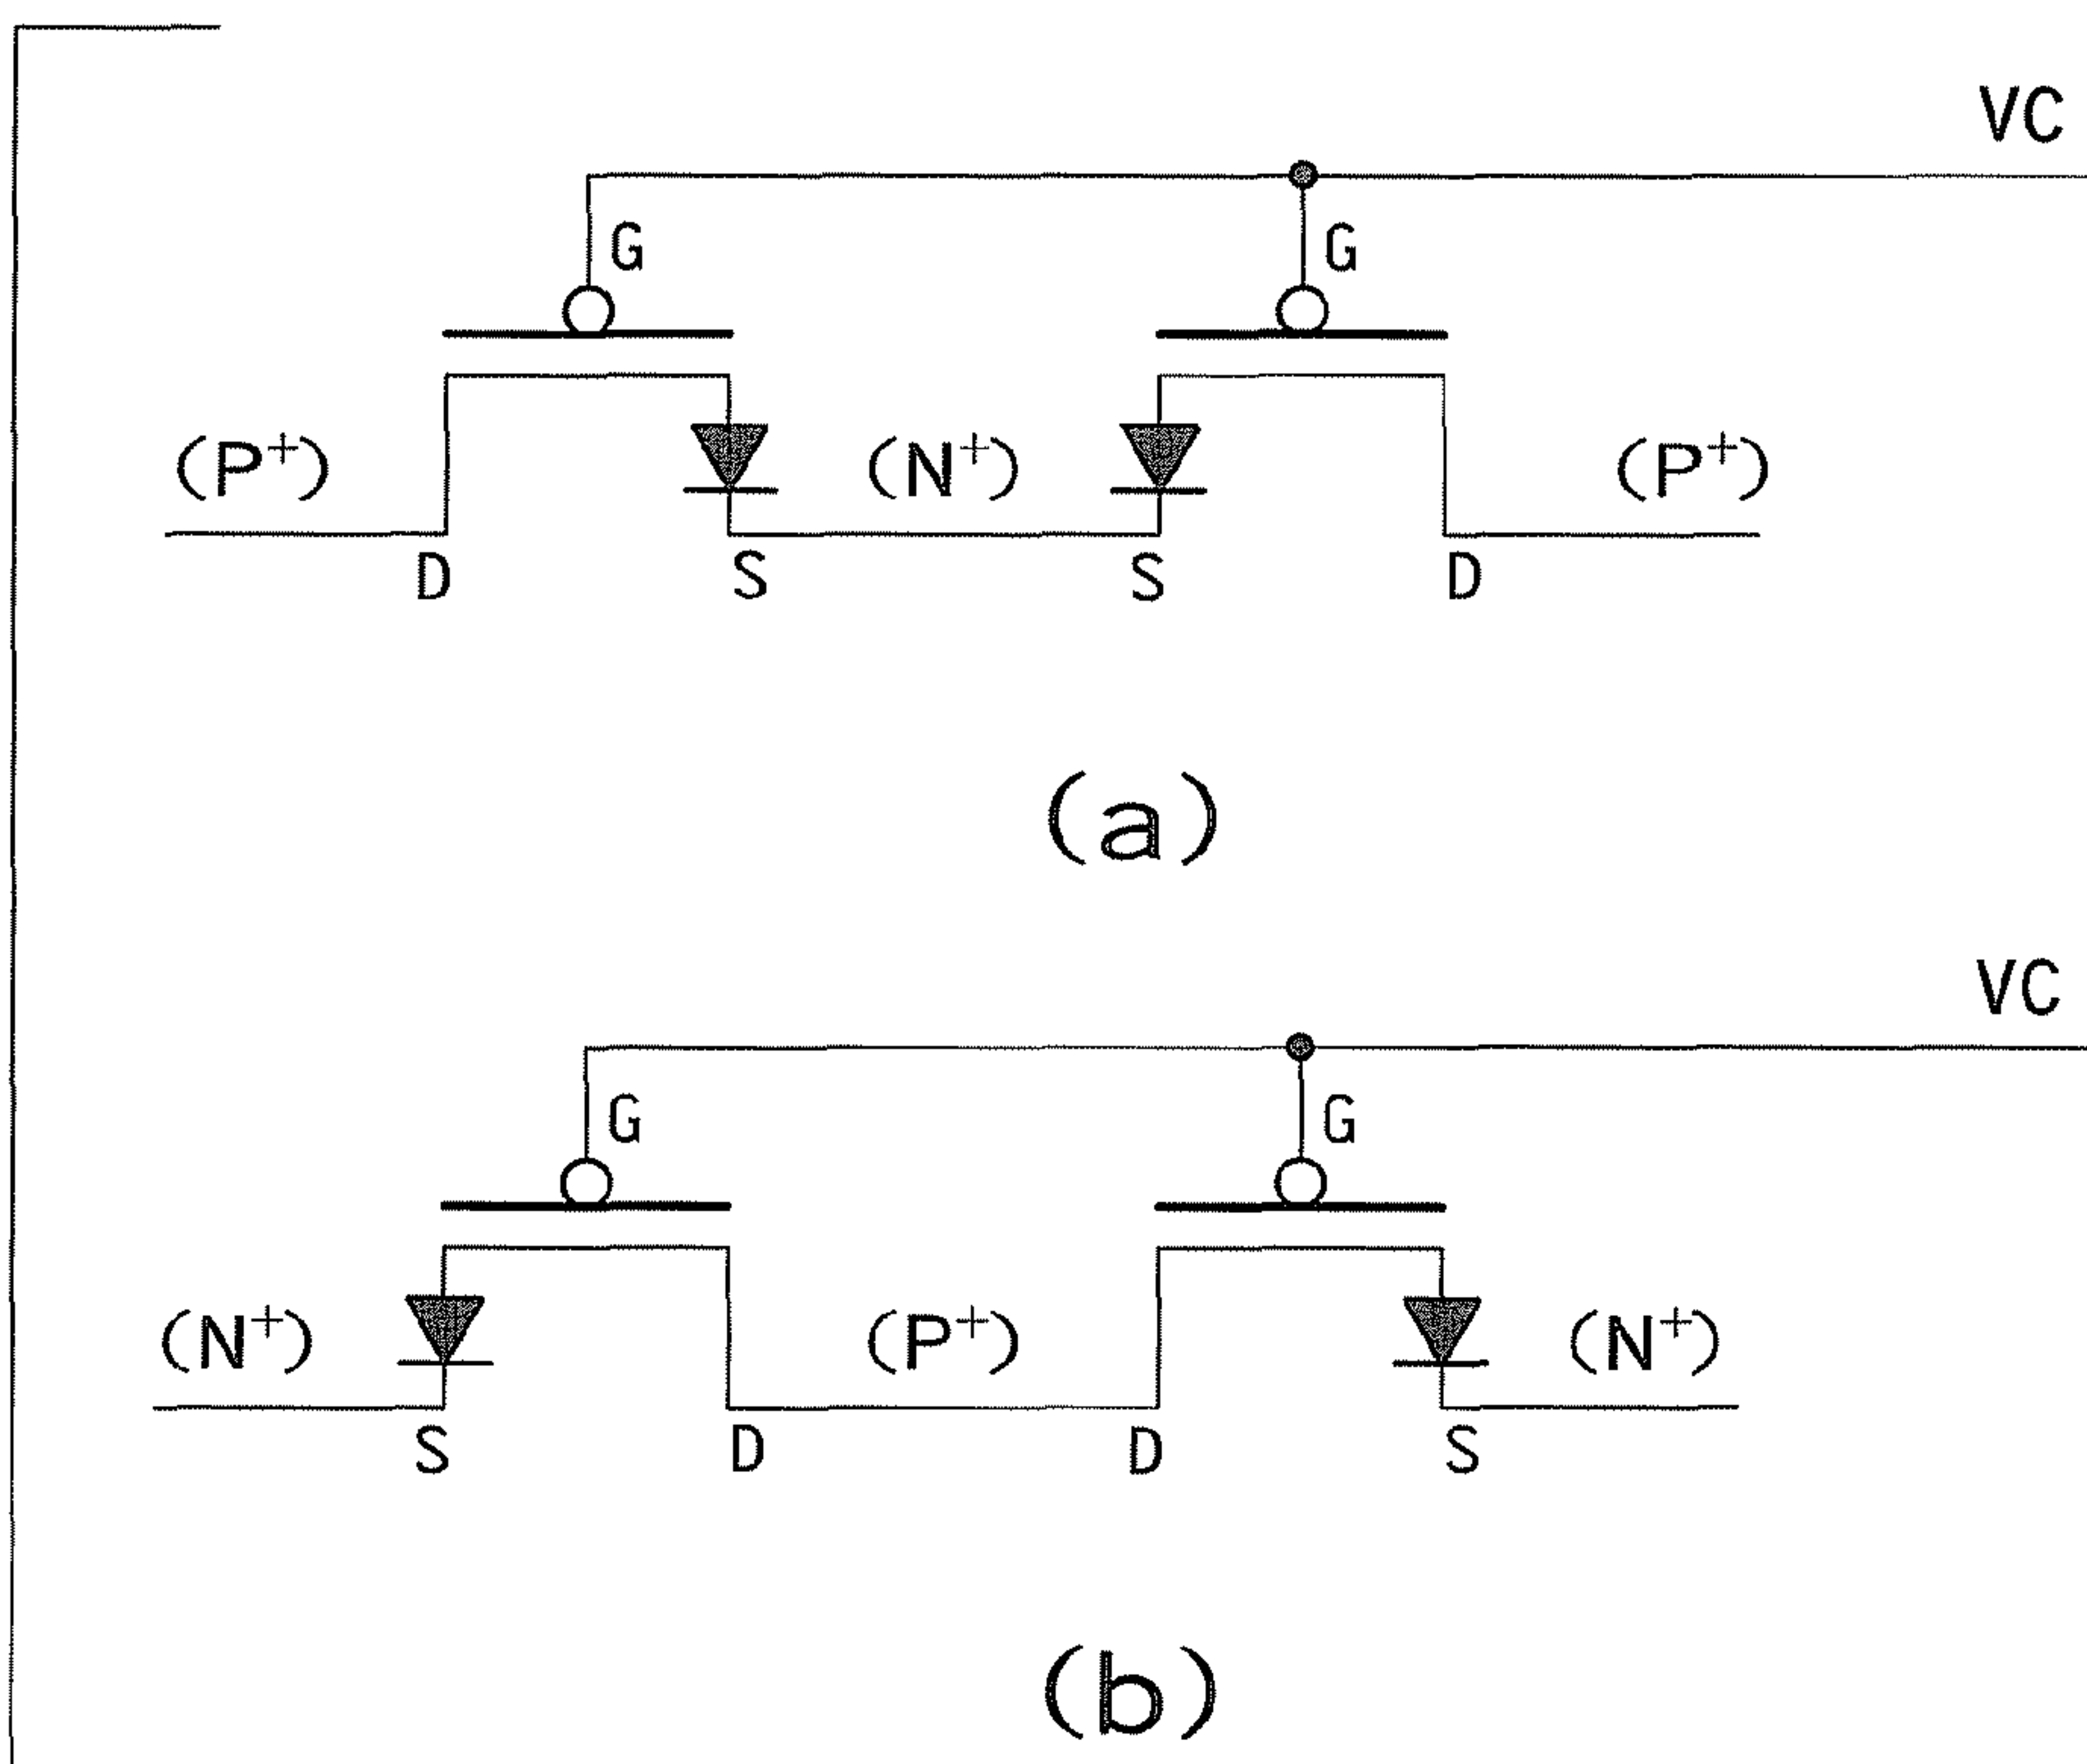 VC
G G
(P⁺) (N⁺) (P⁺)
D S S D
(a)
VC
G G
(N⁺) (P⁺) (N⁺)
S D D S
(b)